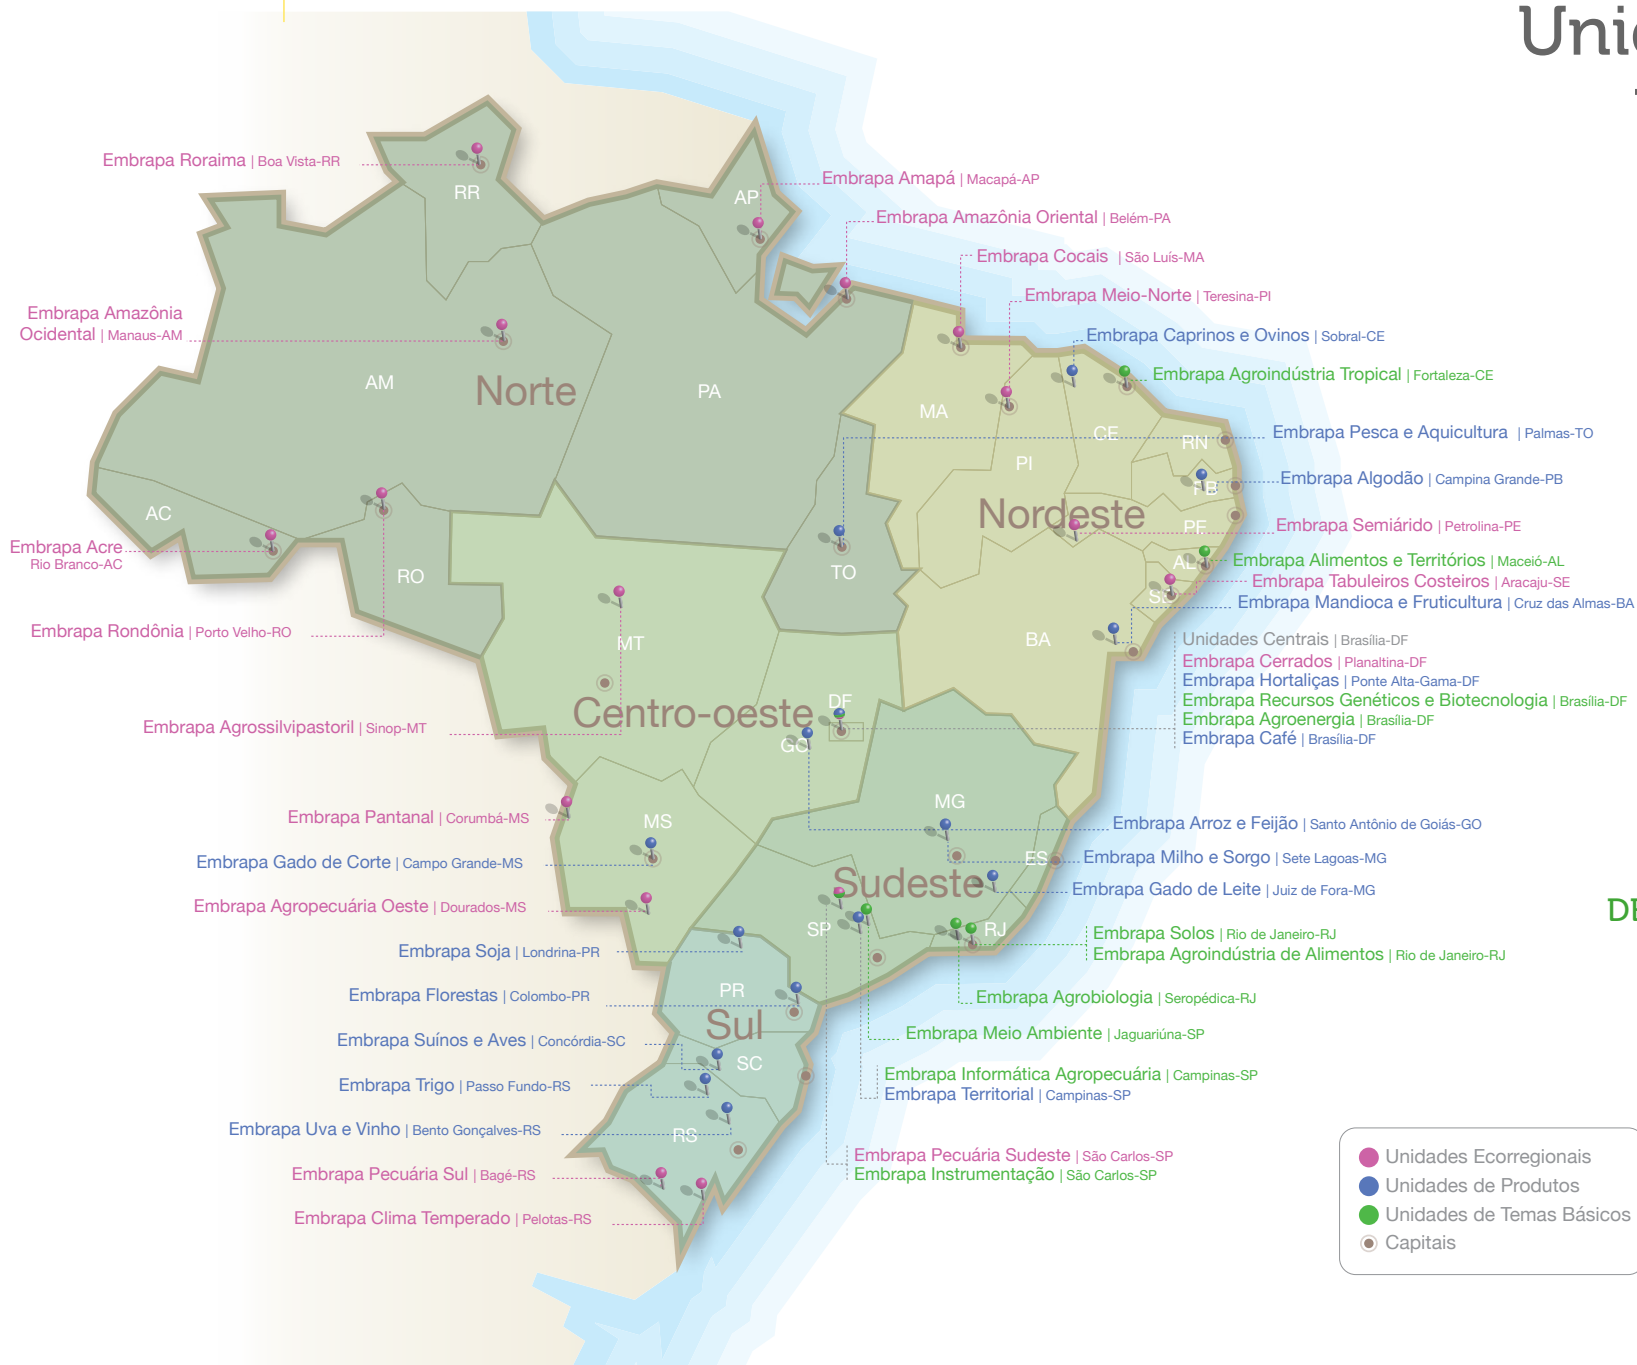 Embrapa Roraima | Boa Vista-RR
Embrapa Amapá | Macapá-AP
RR
AP
Embrapa Amazônia Oriental | Belém-PA
Embrapa Cocais | São Luís-MA
Embrapa Meio-Norte | Teresina-PI
Embrapa Amazônia
Ocidental | Manaus-AM
Embrapa Caprinos e Ovinos | Sobral-CE
Embrapa Agroindústria Tropical | Fortaleza-CE
AM
Norte
PA
MA
CE
RN
Embrapa Pesca e Aquicultura | Palmas-TO
PI
Embrapa Algodão | Campina Grande-PB
PB
AC
Nordeste
PE
Embrapa Semiárido | Petrolina-PE
Embrapa Acre
Rio Branco-AC
Embrapa Alimentos e Territórios | Maceió-AL
AL
RO
TO
Embrapa Tabuleiros Costeiros | Aracaju-SE
Embrapa Mandioca e Fruticultura | Cruz das Almas-BA
Embrapa Rondônia | Porto Velho-RO
MT
BA
Unidades Centrais | Brasília-DF
Embrapa Cerrados | Planaltina-DF
Embrapa Hortaliças | Ponte Alta-Gama-DF
Embrapa Recursos Genéticos e Biotecnologia | Brasília-DF
Embrapa Agroenergia | Brasília-DF
Embrapa Café | Brasília-DF
DF
Centro-oeste
Embrapa Agrossilvipastoril | Sinop-MT
GO
Embrapa Pantanal | Corumbá-MS
MS
MG
Embrapa Arroz e Feijão | Santo Antônio de Goiás-GO
Embrapa Gado de Corte | Campo Grande-MS
ES
Embrapa Milho e Sorgo | Sete Lagoas-MG
Sudeste
Embrapa Gado de Leite | Juiz de Fora-MG
Embrapa Agropecuária Oeste | Dourados-MS
SP
RJ
Embrapa Solos | Rio de Janeiro-RJ
Embrapa Agroindústria de Alimentos | Rio de Janeiro-RJ
Embrapa Soja | Londrina-PR
PR
Embrapa Florestas | Colombo-PR
Embrapa Agrobiologia | Seropédica-RJ
Sul
Embrapa Meio Ambiente | Jaguariúna-SP
Embrapa Suínos e Aves | Concórdia-SC
SC
Embrapa Informática Agropecuária | Campinas-SP
Embrapa Territorial | Campinas-SP
Embrapa Trigo | Passo Fundo-RS
Embrapa Uva e Vinho | Bento Gonçalves-RS
RS
Embrapa Pecuária Sudeste | São Carlos-SP
Embrapa Instrumentação | São Carlos-SP
Embrapa Pecuária Sul | Bagé-RS
Embrapa Clima Temperado | Pelotas-RS
Unidades Ecorregionais
Unidades de Produtos
Unidades de Temas Básicos
Capitais